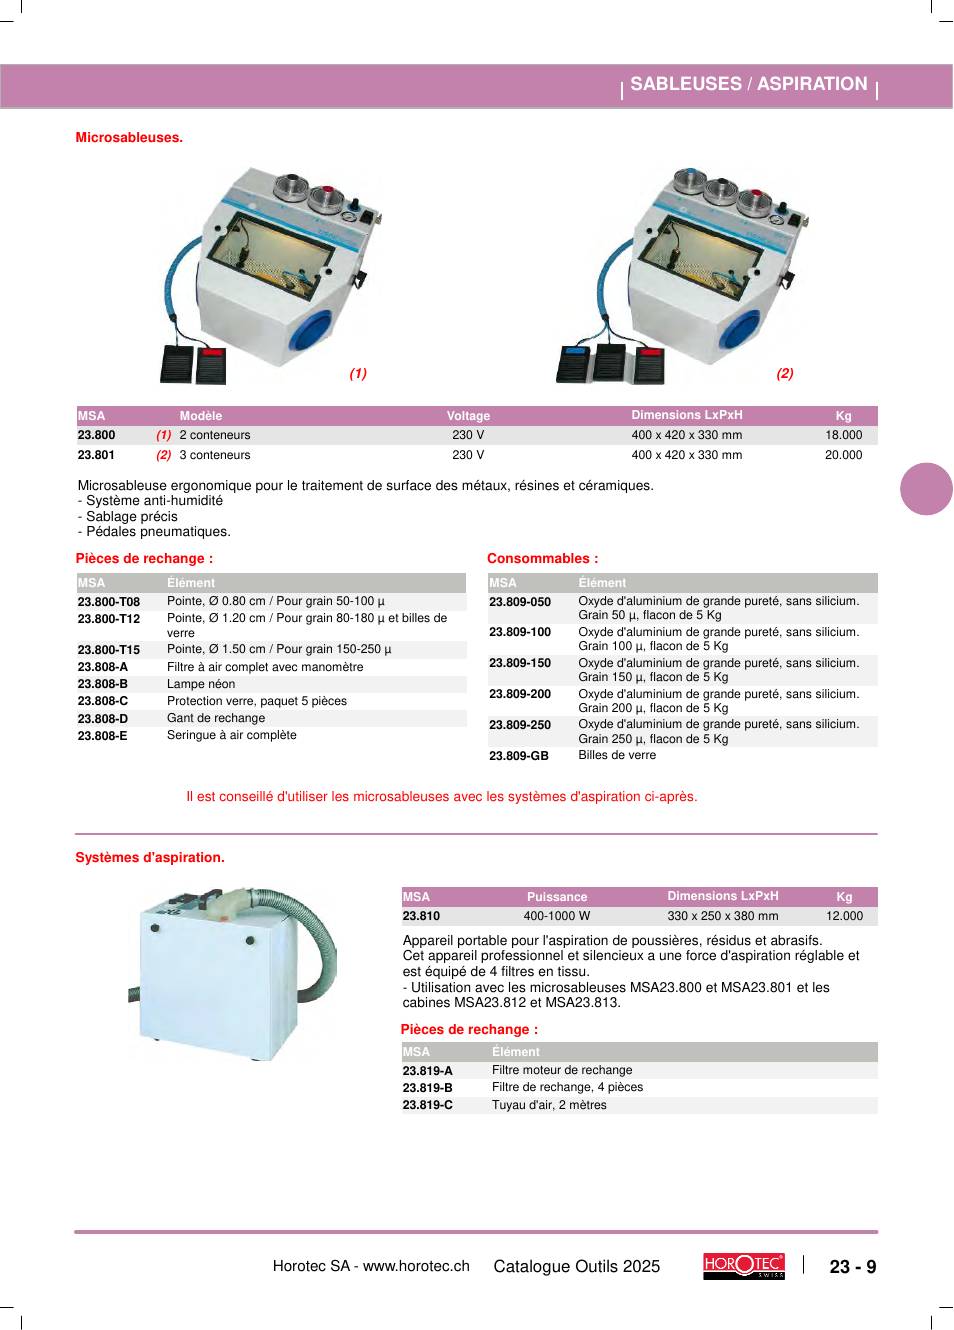 SABLEUSES / ASPIRATION
Microsableuses.
(1)
(2)
MSA Modèle Voltage Dimensions LxPxH Kg
23.800 (1) 2 conteneurs 230 V 400 x 420 x 330 mm 18.000
23.801 (2) 3 conteneurs 230 V 400 x 420 x 330 mm 20.000
Microsableuse ergonomique pour le traitement de surface des métaux, résines et céramiques.
- Système anti-humidité
- Sablage précis
- Pédales pneumatiques.
Pièces de rechange :
MSA Élément
23.800-T08 Pointe, Ø 0.80 cm / Pour grain 50-100 µ
23.800-T12 Pointe, Ø 1.20 cm / Pour grain 80-180 µ et billes de
verre
23.800-T15 Pointe, Ø 1.50 cm / Pour grain 150-250 µ
23.808-A Filtre à air complet avec manomètre
23.808-B Lampe néon
23.808-C Protection verre, paquet 5 pièces
23.808-D Gant de rechange
23.808-E Seringue à air complète
Consommables :
MSA Élément
23.809-050 Oxyde d'aluminium de grande pureté, sans silicium.
Grain 50 µ, flacon de 5 Kg
23.809-100 Oxyde d'aluminium de grande pureté, sans silicium.
Grain 100 µ, flacon de 5 Kg
23.809-150 Oxyde d'aluminium de grande pureté, sans silicium.
Grain 150 µ, flacon de 5 Kg
23.809-200 Oxyde d'aluminium de grande pureté, sans silicium.
Grain 200 µ, flacon de 5 Kg
23.809-250 Oxyde d'aluminium de grande pureté, sans silicium.
Grain 250 µ, flacon de 5 Kg
23.809-GB Billes de verre
Il est conseillé d'utiliser les microsableuses avec les systèmes d'aspiration ci-après.
Systèmes d'aspiration.
MSA Puissance Dimensions LxPxH Kg
23.810 400-1000 W 330 x 250 x 380 mm 12.000
Appareil portable pour l'aspiration de poussières, résidus et abrasifs.
Cet appareil professionnel et silencieux a une force d'aspiration réglable et
est équipé de 4 filtres en tissu.
- Utilisation avec les microsableuses MSA23.800 et MSA23.801 et les
cabines MSA23.812 et MSA23.813.
Pièces de rechange :
MSA Élément
23.819-A Filtre moteur de rechange
23.819-B Filtre de rechange, 4 pièces
23.819-C Tuyau d'air, 2 mètres
Horotec SA - www.horotec.ch Catalogue Outils 2025 HOROTEC® SWISS 23 - 9